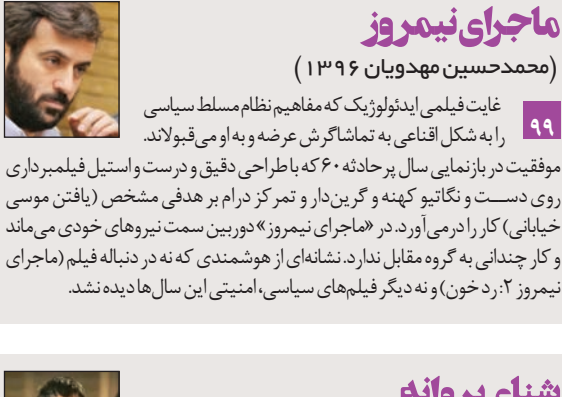 ماجرای نیمروز
(محمدحسین مهدویان ۱۳۹۶)
۹۹
غایت فیلمی ایدئولوژیک که مفاهیم نظام مسلط سیاسی
را به شکل اقناعی به تماشاگرش عرضه و به او می‌قبولاند.
موفقیت در بازنمایی سال پرحادثه ۶۰ که با طراحی دقیق و درست و استیل فیلمبرداری
روی دست و نگاتیو کهنه و گرین‌دار و تمرکز درام بر هدفی مشخص (یافتن موسی
خیابانی) کار را درمی‌آورد. در «ماجرای نیمروز» دوربین سمت نیروهای خودی می‌ماند
و کار چندانی به گروه مقابل ندارد. نشانه‌ای از هوشمندی که نه در دنباله فیلم (ماجرای
نیمروز ۲: رد خون) و نه دیگر فیلم‌های سیاسی، امنیتی این سال‌ها دیده نشد.
شنای پروانه